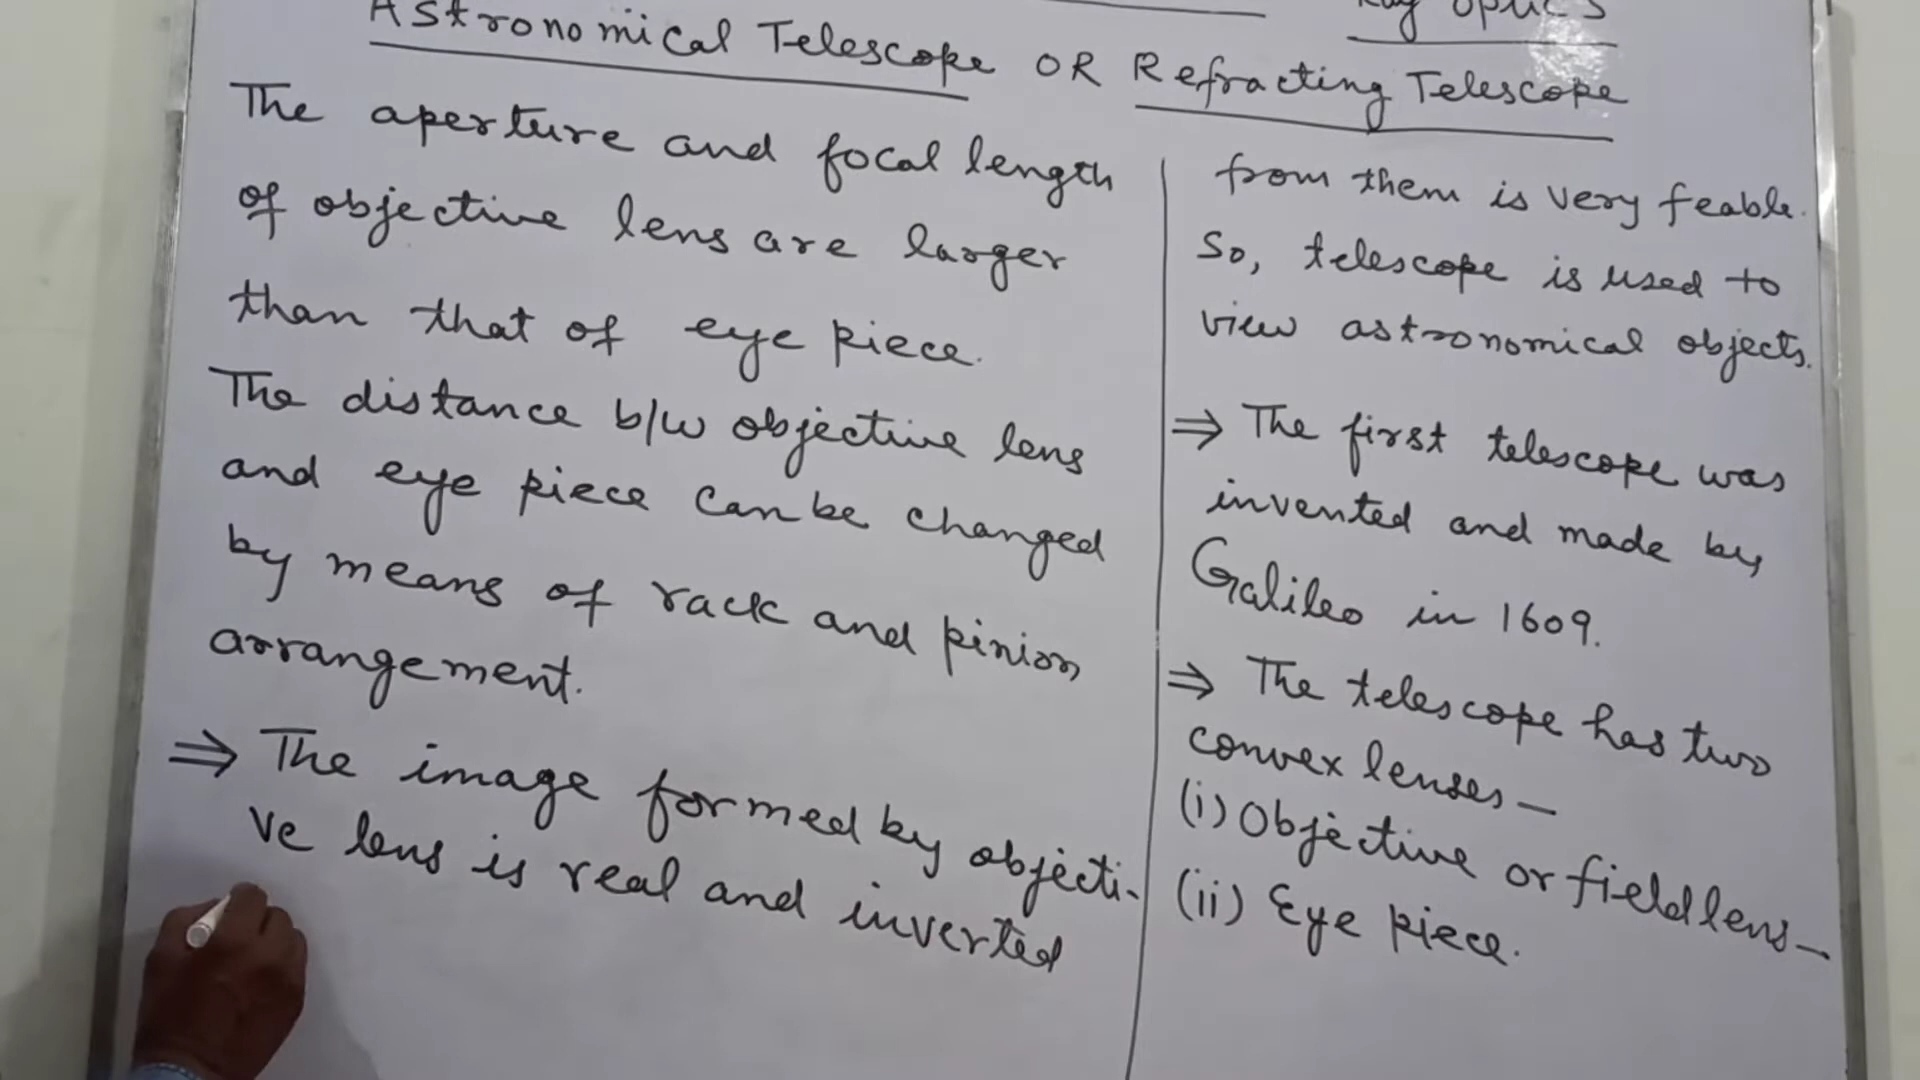 Ray Optics
Astronomical Telescope OR Refracting Telescope
The aperture and focal length
of objective lens are larger
than that of eye piece.
The distance b/w objective lens
and eye piece can be changed
by means of rack and pinion
arrangement.
⇒ The image formed by objecti-
ve lens is real and inverted
from them is very feable.
So, telescope is used to
view astronomical objects.
⇒ The first telescope was
invented and made by
Galileo in 1609.
⇒ The telescope has two
convex lenses —
(i) Objective or field lens —
(ii) Eye piece.